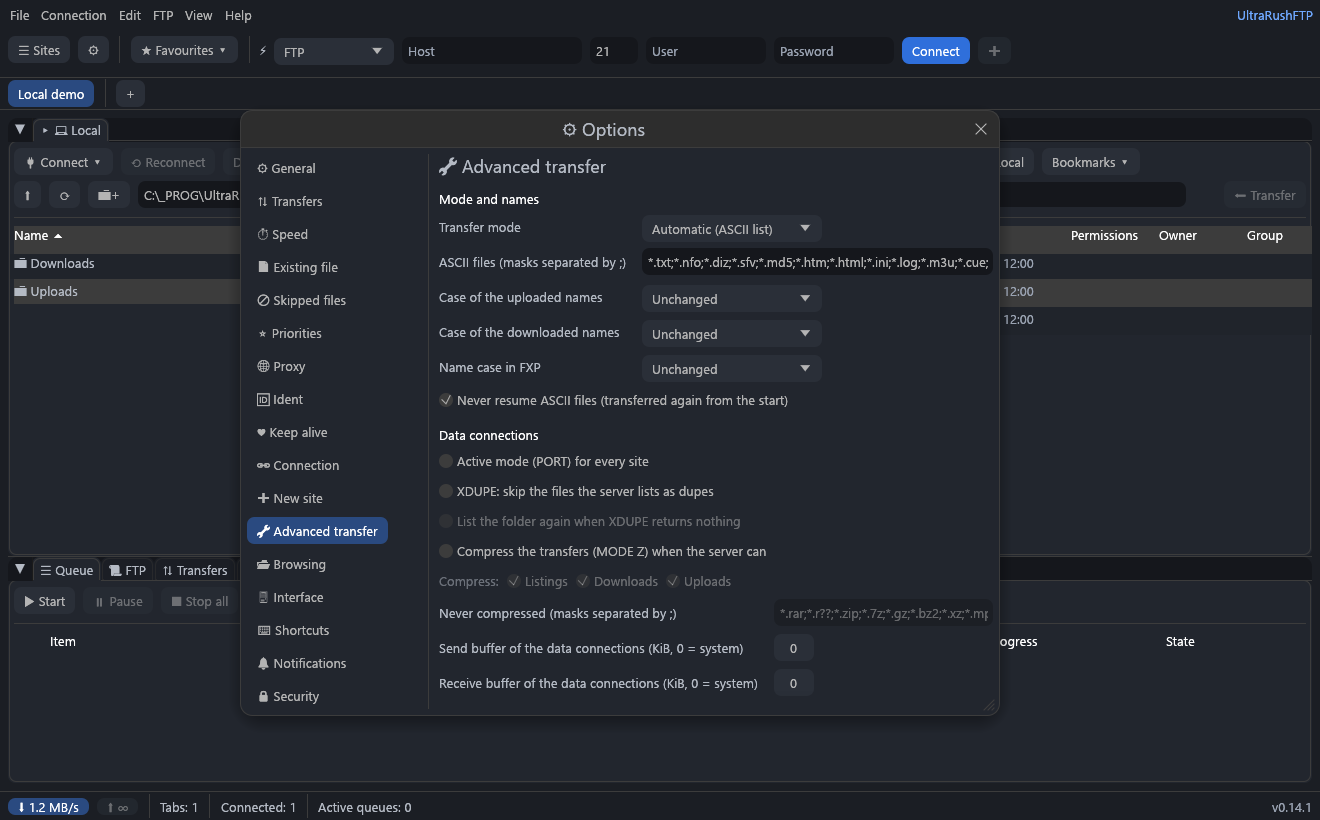 File Connection Edit FTP View Help UltraRushFTP
Sites Favourites FTP Host 21 User Password Connect +
Local demo +
Local
Options
Connect Reconnect Bookmarks
C:\_PROG\UltraR Transfer
Name Permissions Owner Group
Downloads 12:00
Uploads 12:00
12:00
General
Transfers
Speed
Existing file
Skipped files
Priorities
Proxy
Ident
Keep alive
Connection
New site
Advanced transfer
Browsing
Interface
Shortcuts
Notifications
Security
Advanced transfer
Mode and names
Transfer mode Automatic (ASCII list)
ASCII files (masks separated by ;) *.txt;*.nfo;*.diz;*.sfv;*.md5;*.htm;*.html;*.ini;*.log;*.m3u;*.cue;
Case of the uploaded names Unchanged
Case of the downloaded names Unchanged
Name case in FXP Unchanged
Never resume ASCII files (transferred again from the start)
Data connections
Active mode (PORT) for every site
XDUPE: skip the files the server lists as dupes
List the folder again when XDUPE returns nothing
Compress the transfers (MODE Z) when the server can
Compress: Listings Downloads Uploads
Never compressed (masks separated by ;) *.rar;*.r??;*.zip;*.7z;*.gz;*.bz2;*.xz;*.mp
Send buffer of the data connections (KiB, 0 = system) 0
Receive buffer of the data connections (KiB, 0 = system) 0
Queue FTP Transfers
Start Pause Stop all
Item State
1.2 MB/s ∞ Tabs: 1 Connected: 1 Active queues: 0 v0.14.1